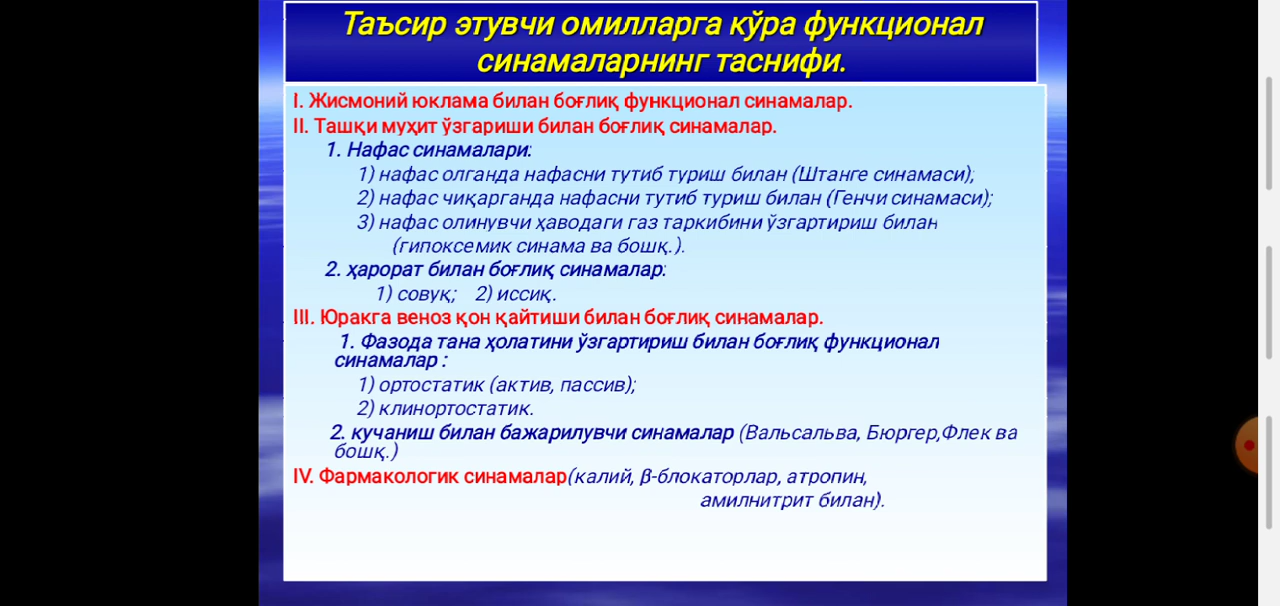 Таъсир этувчи омилларга кўра функционал
синамаларнинг таснифи.
I. Жисмоний юклама билан боғлиқ функционал синамалар.
II. Ташқи муҳит ўзгариши билан боғлиқ синамалар.
1. Нафас синамалари:
1) нафас олганда нафасни тутиб туриш билан (Штанге синамаси);
2) нафас чиқарганда нафасни тутиб туриш билан (Генчи синамаси);
3) нафас олинувчи ҳаводаги газ таркибини ўзгартириш билан
(гипоксемик синама ва бошқ.).
2. ҳарорат билан боғлиқ синамалар:
1) совуқ; 2) иссиқ.
III. Юракга веноз қон қайтиши билан боғлиқ синамалар.
1. Фазода тана ҳолатини ўзгартириш билан боғлиқ функционал
синамалар :
1) ортостатик (актив, пассив);
2) клинортостатик.
2. кучаниш билан бажарилувчи синамалар (Вальсальва, Бюргер,Флек ва
бошқ.)
IV. Фармакологик синамалар(калий, β-блокаторлар, атропин,
амилнитрит билан).